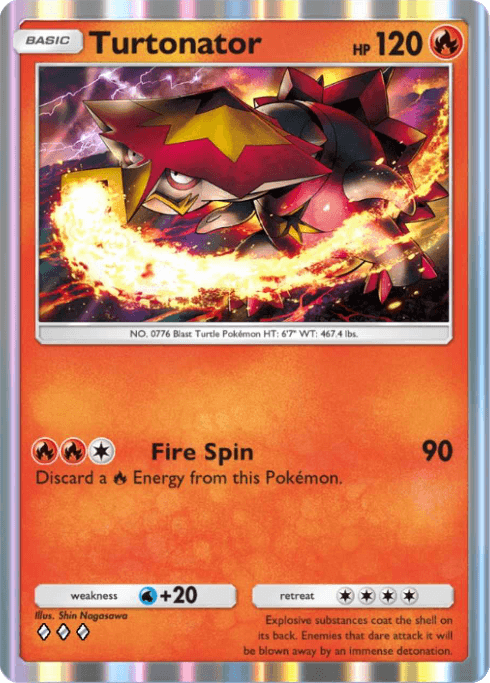 BASIC Turtonator HP 120
NO. 0776 Blast Turtle Pokémon HT: 6'7" WT: 467.4 lbs.
Fire Spin 90
Discard a Energy from this Pokémon.
weakness +20 retreat
Illus. Shin Nagasawa
Explosive substances coat the shell on
its back. Enemies that dare attack it will
be blown away by an immense detonation.